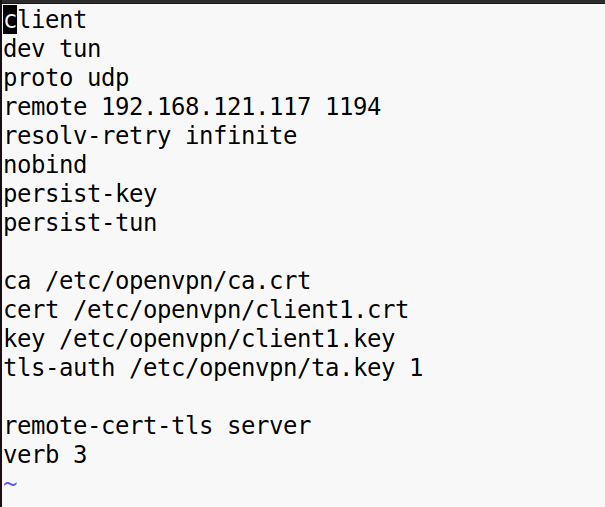 client
dev tun
proto udp
remote 192.168.121.117 1194
resolv-retry infinite
nobind
persist-key
persist-tun

ca /etc/openvpn/ca.crt
cert /etc/openvpn/client1.crt
key /etc/openvpn/client1.key
tls-auth /etc/openvpn/ta.key 1

remote-cert-tls server
verb 3
~